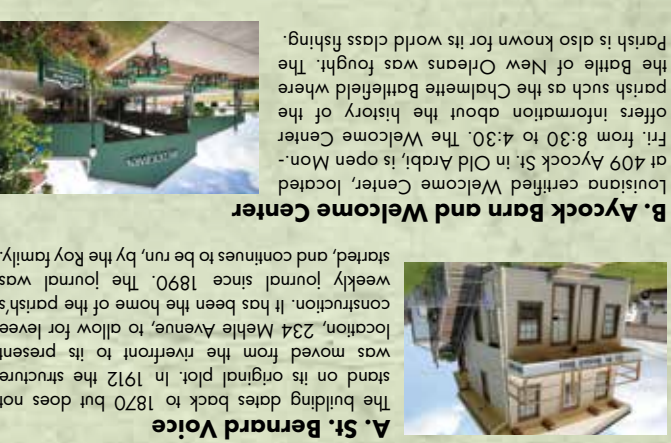 A. St. Bernard Voice
The building dates back to 1870 but does not
stand on its original plot. In 1912 the structure
was moved from the riverfront to its present
location, 234 Mehle Avenue, to allow for levee
construction. It has been the home of the parish's
weekly journal since 1890. The journal was
started, and continues to be run, by the Roy family.
B. Aycock Barn and Welcome Center
Louisiana certified Welcome Center, located
at 409 Aycock St. in Old Arabi, is open Mon.-
Fri. from 8:30 to 4:30. The Welcome Center
offers information about the history of the
parish such as the Chalmette Battlefield where
the Battle of New Orleans was fought. The
Parish is also known for its world class fishing.
WELCOME